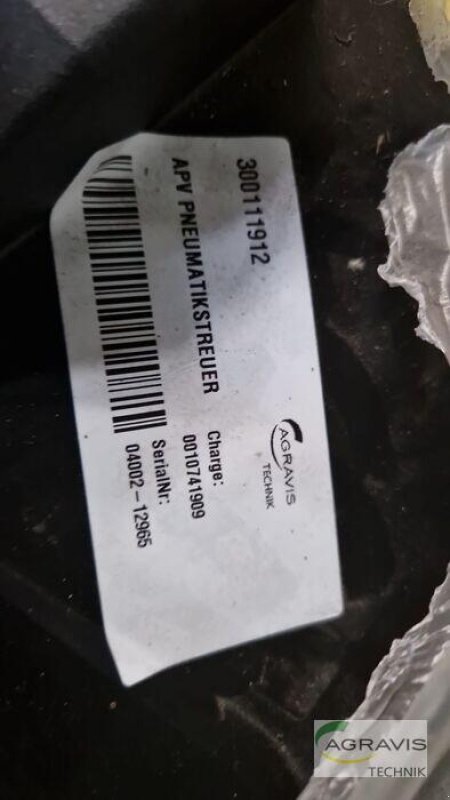 300111912
APV PNEUMATIKSTREUER
Charge:
0010741909
SerialNr:
04002-12965
AGRAVIS
TECHNIK
AGRAVIS
TECHNIK